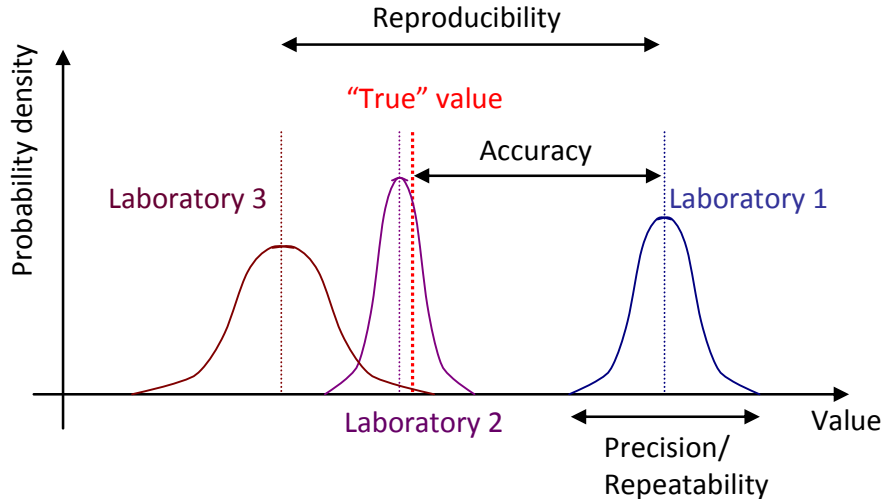 Reproducibility
Probability density
“True” value
Accuracy
Laboratory 3
Laboratory 1
Laboratory 2
Value
Precision/
Repeatability